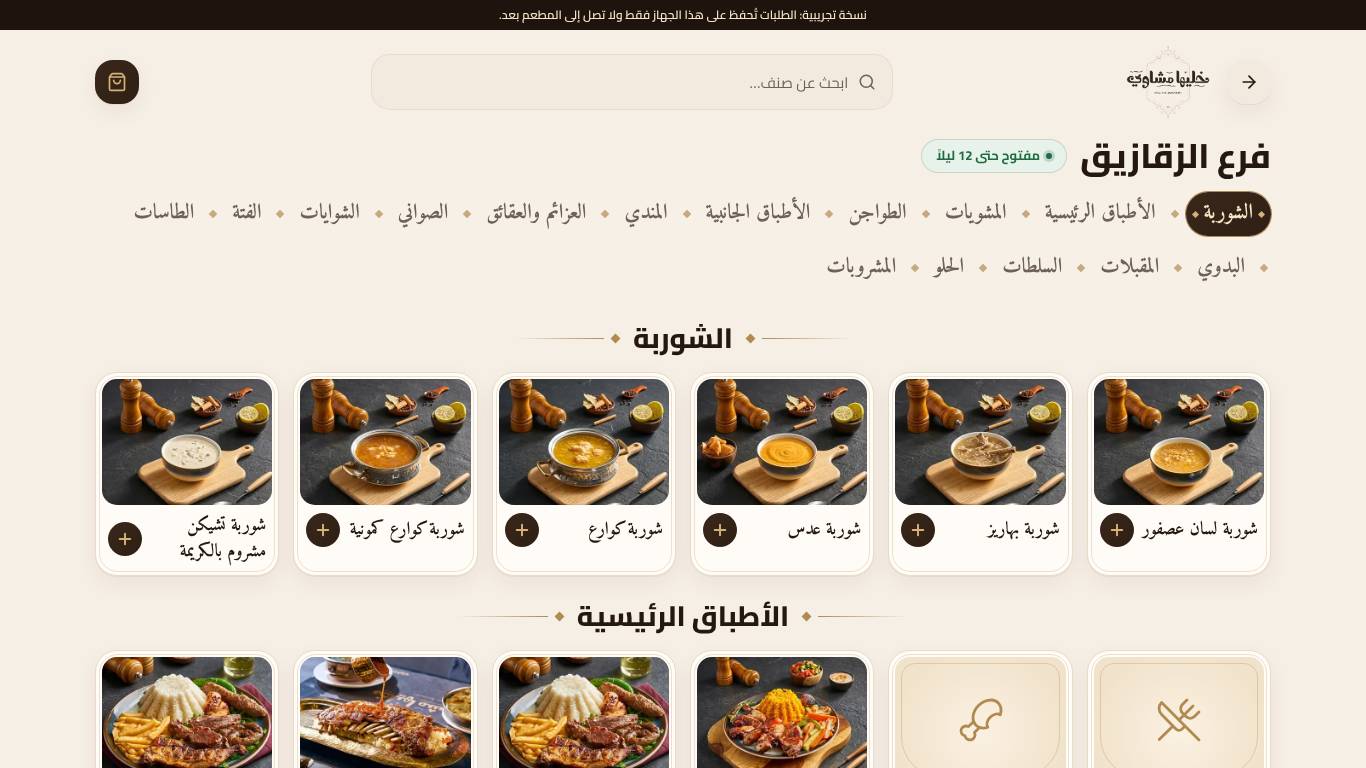 نسخة تجريبية: الطلبات تُحفظ على هذا الجهاز فقط ولا تصل إلى المطعم بعد.
خليها مشاوي
ابحث عن صنف...
فرع الزقازيق
مفتوح حتى 12 ليلاً
الشوربة
الأطباق الرئيسية
المشويات
الطواجن
الأطباق الجانبية
المندي
العزائم والعقائق
الصواني
الشوايات
الفتة
الطاسات
البدوي
المقبلات
السلطات
الحلو
المشروبات
الشوربة
شوربة لسان عصفور
شوربة بهاريز
شوربة عدس
شوربة كوارع
شوربة كوارع كمونية
شوربة تشيكن
مشروم بالكريمة
الأطباق الرئيسية